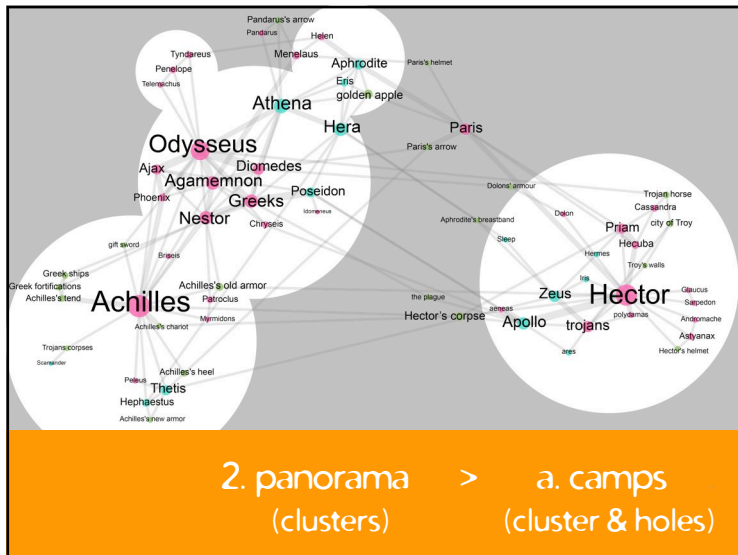 Pandarus's arrow
Pandarus
Helen
Tyndareus
Menelaus
Penelope
Aphrodite
Paris's helmet
Telemachus
Eris
golden apple
Athena
Hera
Paris
Odysseus
Paris's arrow
Ajax
Diomedes
Agamemnon
Dolons' armour
Trojan horse
Phoenix
Greeks
Poseidon
Cassandra
Nestor
Idomeneus
Chryseis
Aphrodite's breastband
Dolon
city of Troy
Priam
gift sword
Sleep
Hecuba
Briseis
Hermes
Troy's walls
Greek ships
Iris
Greek fortifications
Achilles's old armor
Achilles's tend
Achilles
Patroclus
the plague
Zeus
Hector
Glaucus
Sarpedon
Myrmidons
Hector's corpse
aeneas
Apollo
trojans
polydamas
Andromache
Achilles's chariot
Astyanax
Trojans corpses
ares
Hector's helmet
Scamander
Peleus
Achilles's heel
Thetis
Hephaestus
Achilles's new armor
2. panorama > a. camps
(clusters) (cluster & holes)